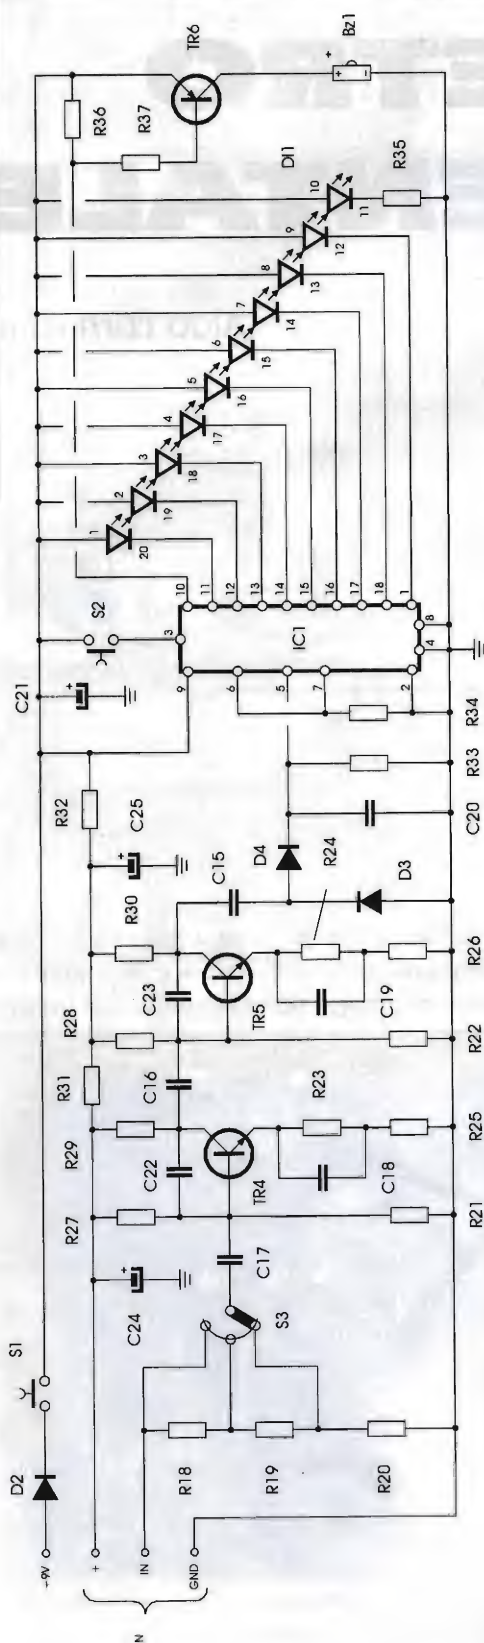 +9V
+
IN
GND
N
D2
S1
R18
R19
R20
S3
C24
C17
R27
R29
R31
R28
C22
C16
TR4
R23
C18
R21
R25
R30
R32
C25
C23
TR5
C15
D4
R24
D3
C19
R22
R26
C20
R33
R34
C21
S2
IC1
9
3
6
5
7
2
10
11
12
13
14
15
16
17
18
1
4
8
1
2
3
4
5
6
7
8
9
10
20
19
18
17
16
15
14
13
12
11
DI1
R35
R36
R37
TR6
Bz1
+
+
-
+
+
+